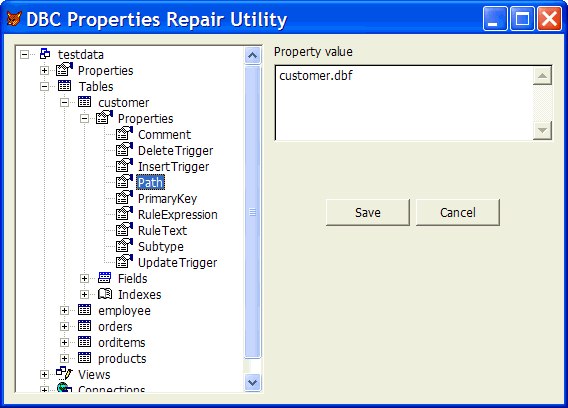 DBC Properties Repair Utility
testdata
Properties
Tables
customer
Properties
Comment
DeleteTrigger
InsertTrigger
Path
PrimaryKey
RuleExpression
RuleText
Subtype
UpdateTrigger
Fields
Indexes
employee
orders
orditems
products
Views
Connections
Property value
customer.dbf
Save
Cancel